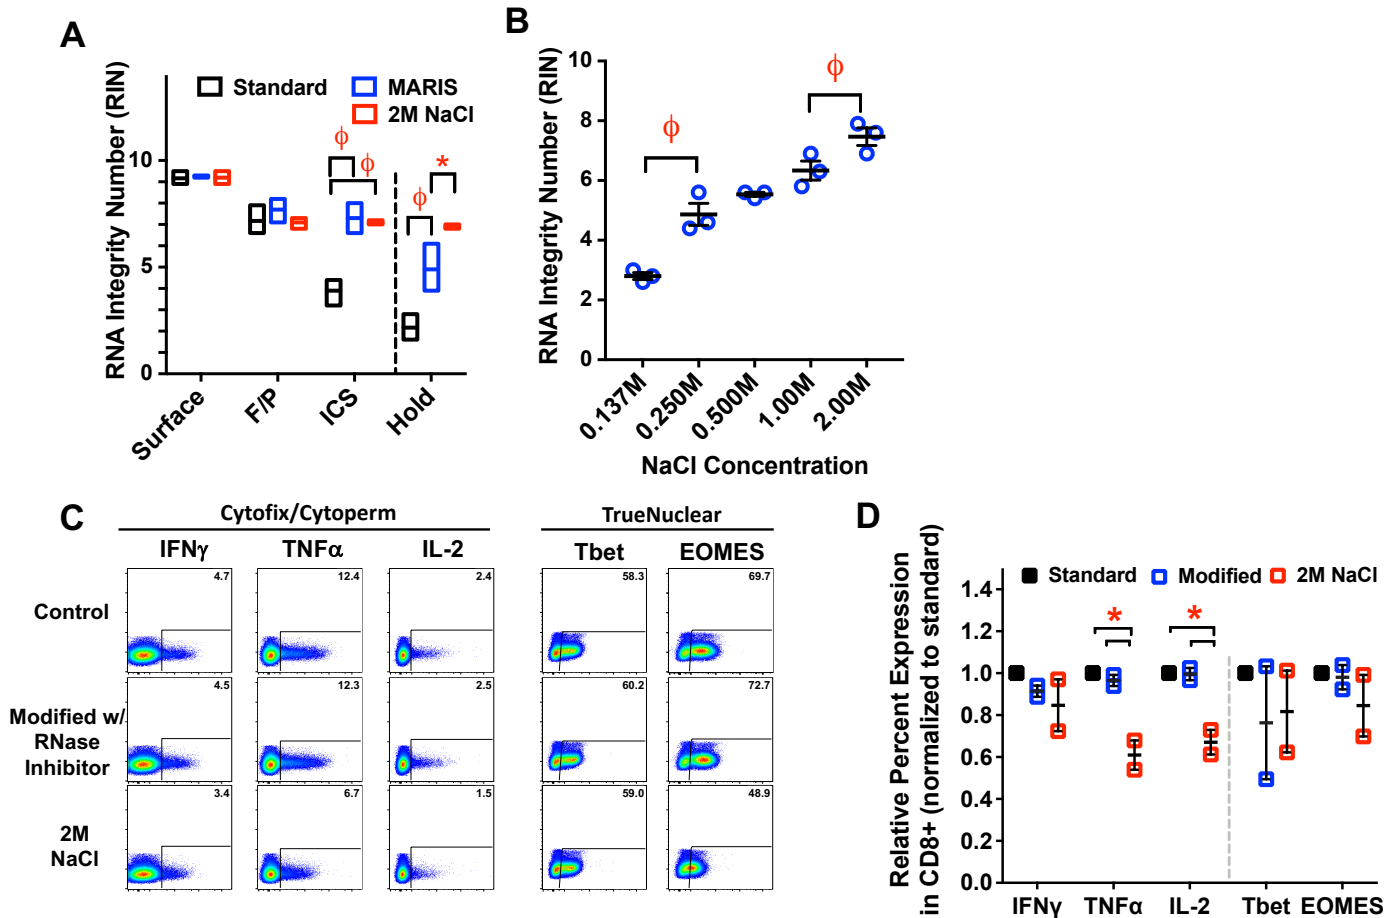 A
RNA Integrity Number (RIN)
Standard
MARIS
2M NaCl
10
5
0
ϕ
ϕ
ϕ
*
Surface
F/P
ICS
Hold
B
RNA Integrity Number (RIN)
10
8
6
4
2
0
ϕ
ϕ
0.137M
0.250M
0.500M
1.00M
2.00M
NaCl Concentration
C
Cytofix/Cytoperm
TrueNuclear
IFNγ TNFα IL-2 Tbet EOMES
Control
4.7 12.4 2.4 58.3 69.7
Modified w/
RNase
Inhibitor
4.5 12.3 2.5 60.2 72.7
2M
NaCl
3.4 6.7 1.5 59.0 48.9
D
Relative Percent Expression
in CD8+ (normalized to standard)
Standard Modified 2M NaCl
1.4
1.2
1.0
0.8
0.6
0.4
0.2
0.0
*
*
IFNγ TNFα IL-2 Tbet EOMES